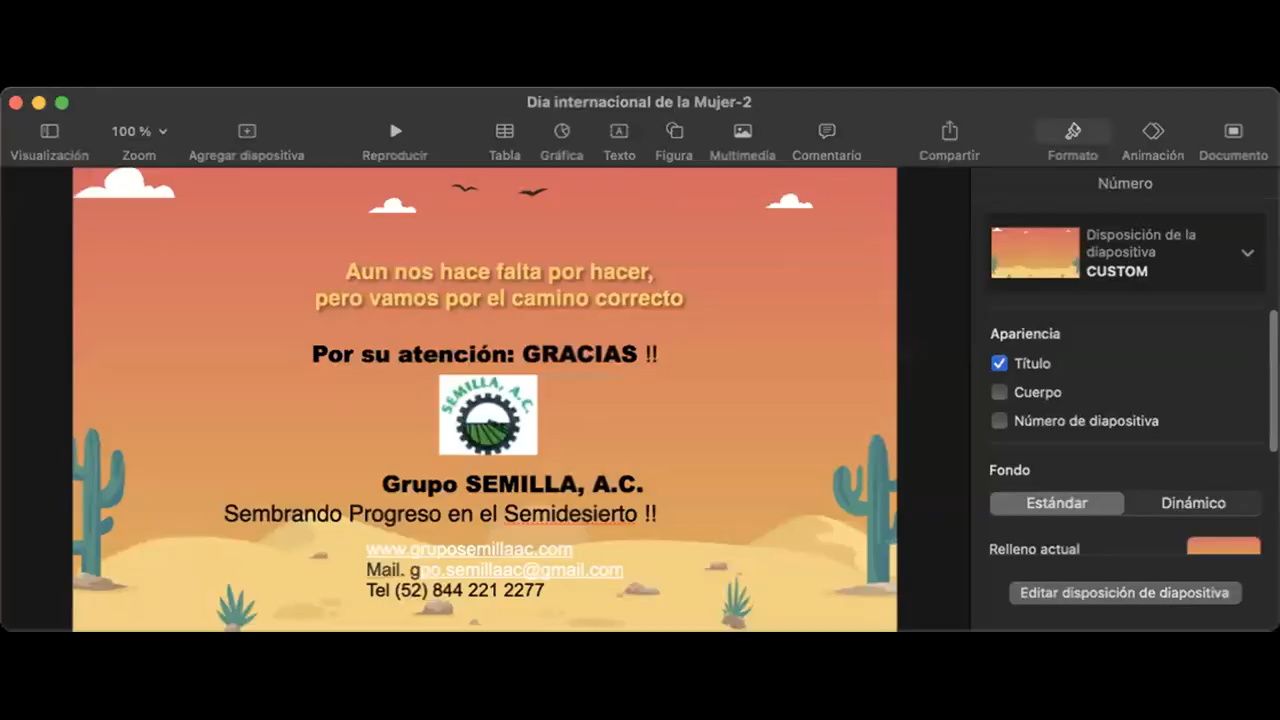 Dia internacional de la Mujer-2
100 %
Visualización Zoom Agregar diapositiva Reproducir Tabla Gráfica Texto Figura Multimedia Comentario Compartir Formato Animación Documento
Número
Disposición de la
diapositiva
CUSTOM
Apariencia
Título
Cuerpo
Número de diapositiva
Fondo
Estándar Dinámico
Relleno actual
Editar disposición de diapositiva
Aun nos hace falta por hacer,
pero vamos por el camino correcto
Por su atención: GRACIAS !!
SEMILLA, A.C.
Grupo SEMILLA, A.C.
Sembrando Progreso en el Semidesierto !!
www.gruposemillaac.com
Mail. gpo.semillaac@gmail.com
Tel (52) 844 221 2277